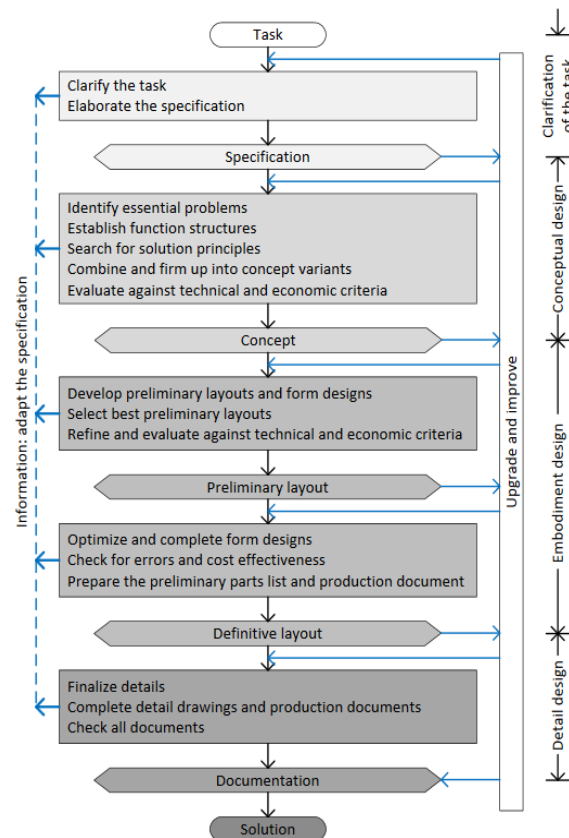 Task
Clarify the task
Elaborate the specification
Specification
Identify essential problems
Establish function structures
Search for solution principles
Combine and firm up into concept variants
Evaluate against technical and economic criteria
Concept
Develop preliminary layouts and form designs
Select best preliminary layouts
Refine and evaluate against technical and economic criteria
Preliminary layout
Optimize and complete form designs
Check for errors and cost effectiveness
Prepare the preliminary parts list and production document
Definitive layout
Finalize details
Complete detail drawings and production documents
Check all documents
Documentation
Solution
Information: adapt the specification
Upgrade and improve
Clarification
of the task
Conceptual design
Embodiment design
Detail design